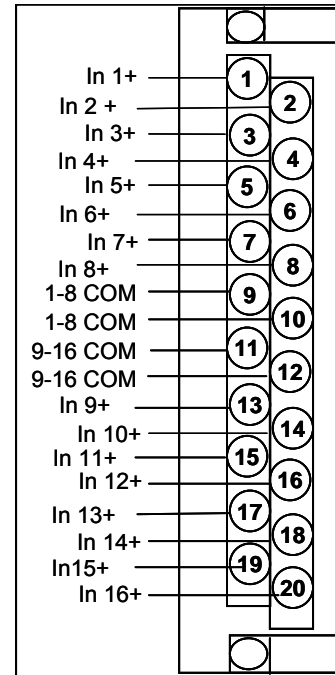 In 1+ 1
In 2 + 2
In 3+ 3
In 4+ 4
In 5+ 5
In 6+ 6
In 7+ 7
In 8+ 8
1-8 COM 9
1-8 COM 10
9-16 COM 11
9-16 COM 12
In 9+ 13
In 10+ 14
In 11+ 15
In 12+ 16
In 13+ 17
In 14+ 18
In15+ 19
In 16+ 20